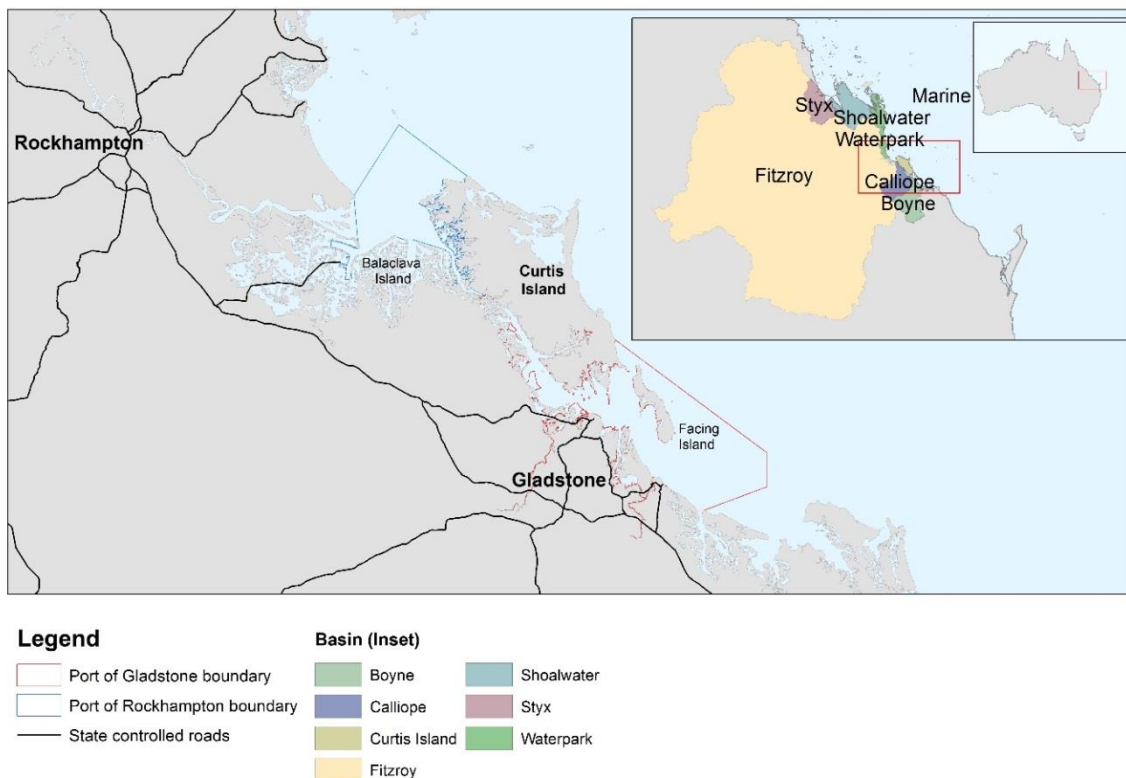 Rockhampton
Balaclava
Island
Curtis
Island
Facing
Island
Gladstone
Styx
Marine
Shoalwater
Waterpark
Fitzroy
Calliope
Boyne
Legend
Port of Gladstone boundary
Port of Rockhampton boundary
State controlled roads
Basin (Inset)
Boyne
Calliope
Curtis Island
Fitzroy
Shoalwater
Styx
Waterpark